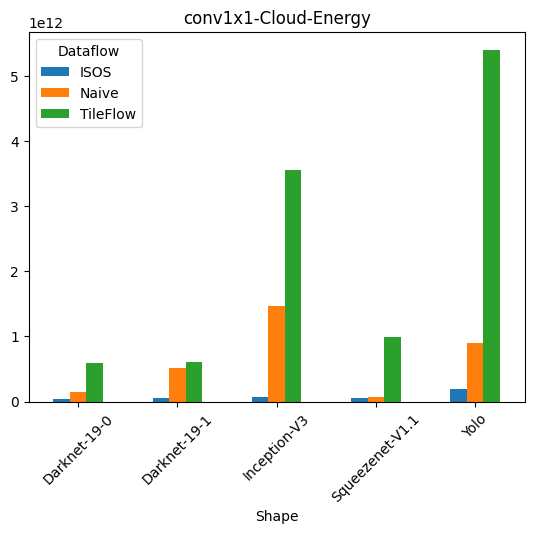 conv1x1-Cloud-Energy
1e12
Dataflow
ISOS
Naive
TileFlow
5
4
3
2
1
0
Darknet-19-0
Darknet-19-1
Inception-V3
Squeezenet-V1.1
Yolo
Shape